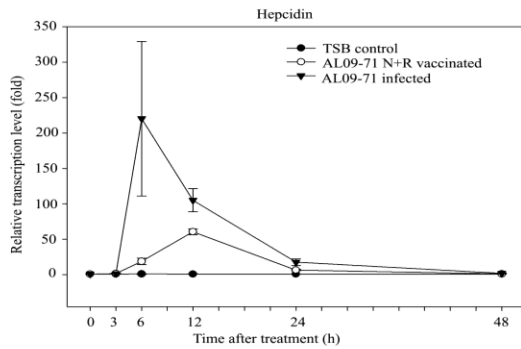 Hepcidin
350
300
250
200
150
100
50
0
Relative transcription level (fold)
TSB control
AL09-71 N+R vaccinated
AL09-71 infected
0 3 6 12 24 48
Time after treatment (h)